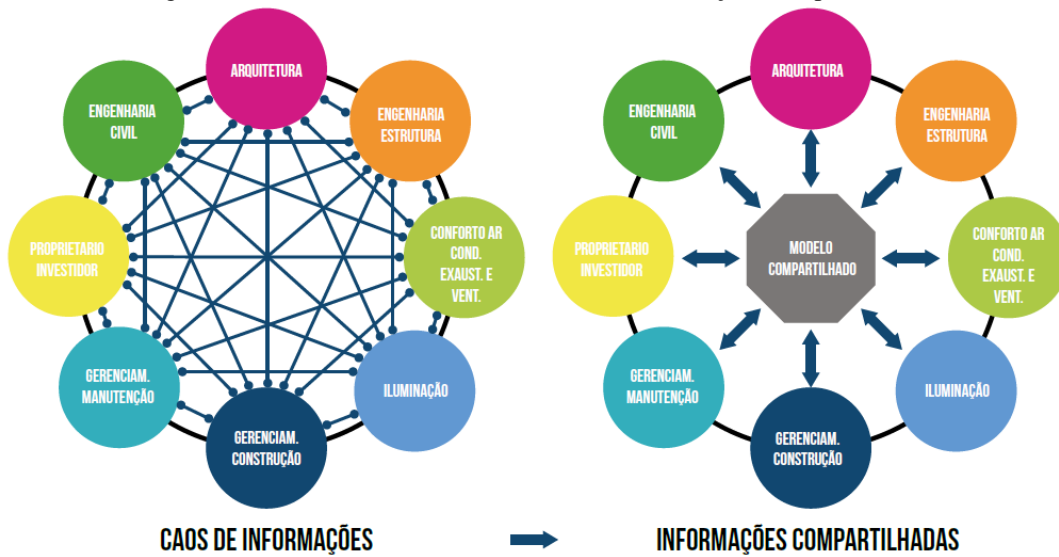 ARQUITETURA
ENGENHARIA
CIVIL
ENGENHARIA
ESTRUTURA
PROPRIETARIO
INVESTIDOR
CONFORTO AR
COND.
EXAUST. E
VENT.
GERENCIAM.
MANUTENÇÃO
ILUMINAÇÃO
GERENCIAM.
CONSTRUÇÃO
CAOS DE INFORMAÇÕES
ARQUITETURA
ENGENHARIA
CIVIL
ENGENHARIA
ESTRUTURA
PROPRIETARIO
INVESTIDOR
MODELO
COMPARTILHADO
CONFORTO AR
COND.
EXAUST. E
VENT.
GERENCIAM.
MANUTENÇÃO
ILUMINAÇÃO
GERENCIAM.
CONSTRUÇÃO
INFORMAÇÕES COMPARTILHADAS